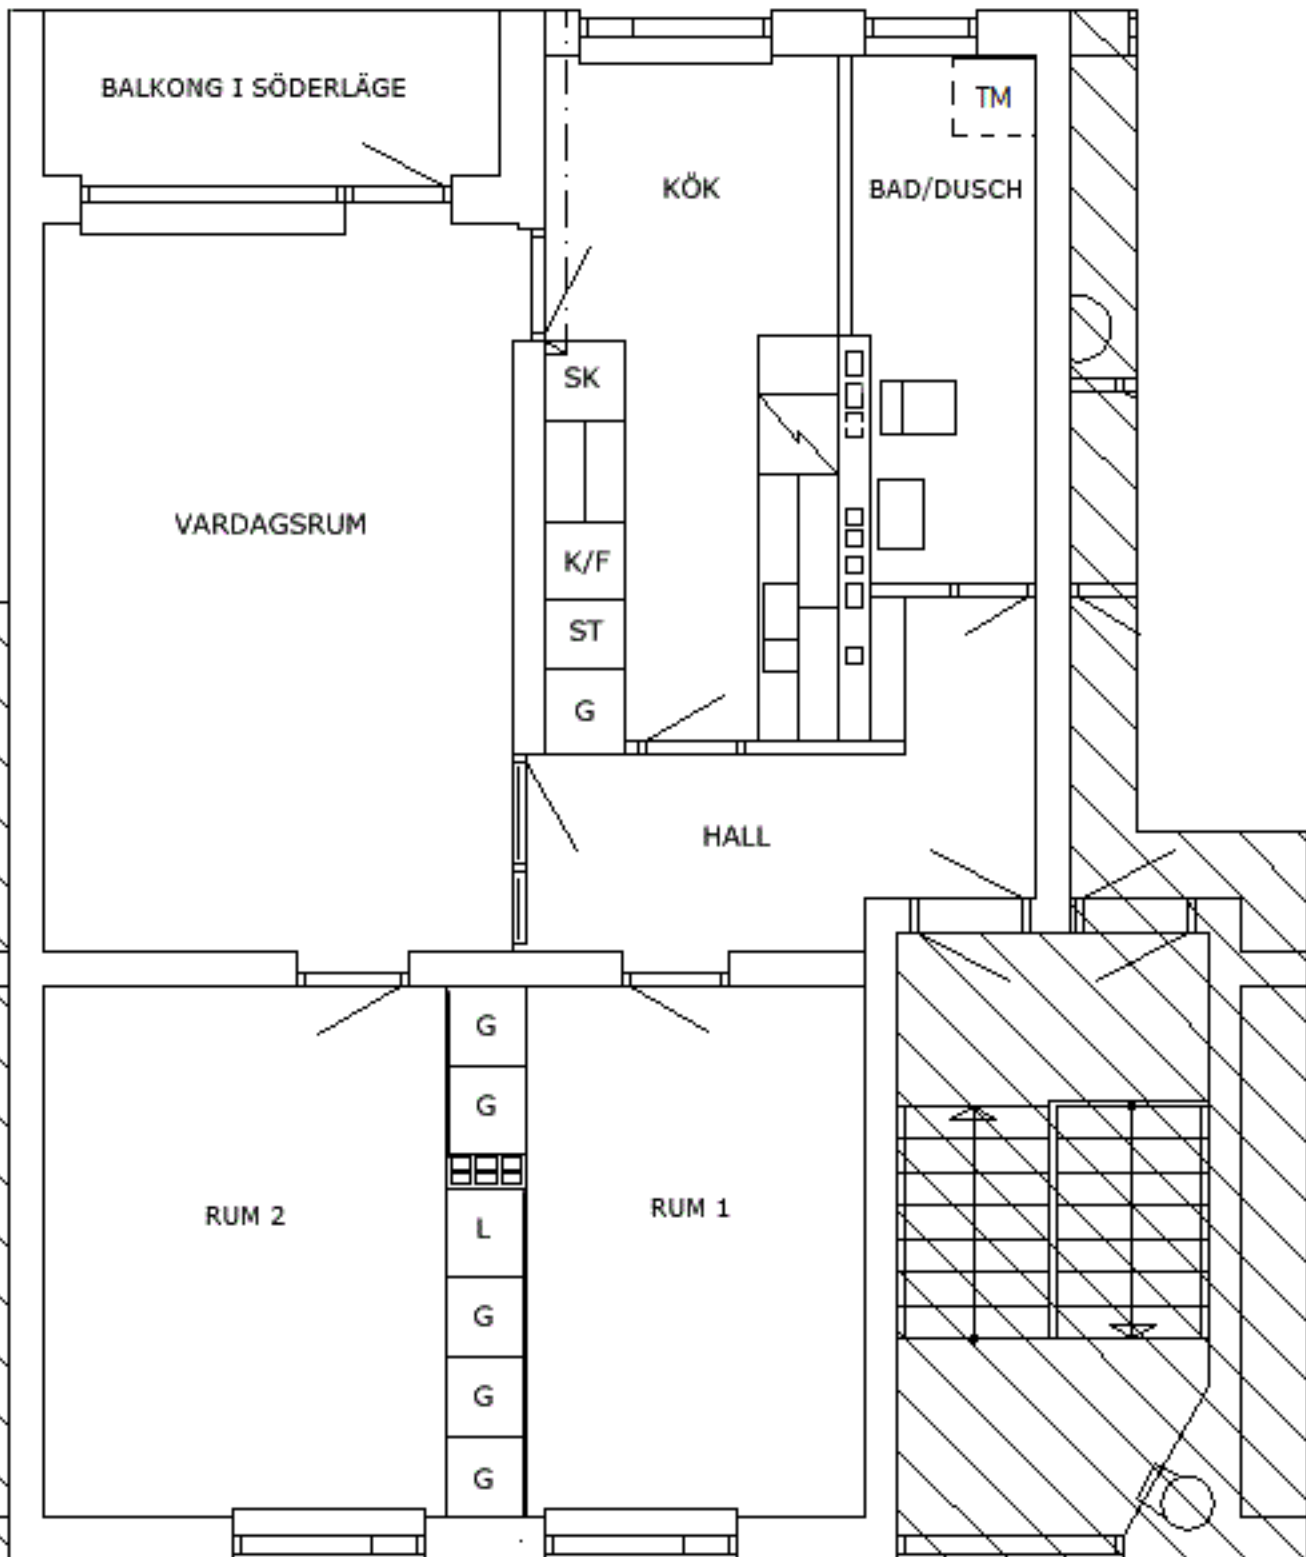 BALKONG I SÖDERLÄGE
TM
KÖK
BAD/DUSCH
SK
VARDAGSRUM
K/F
ST
G
HALL
G
G
RUM 2
RUM 1
L
G
G
G